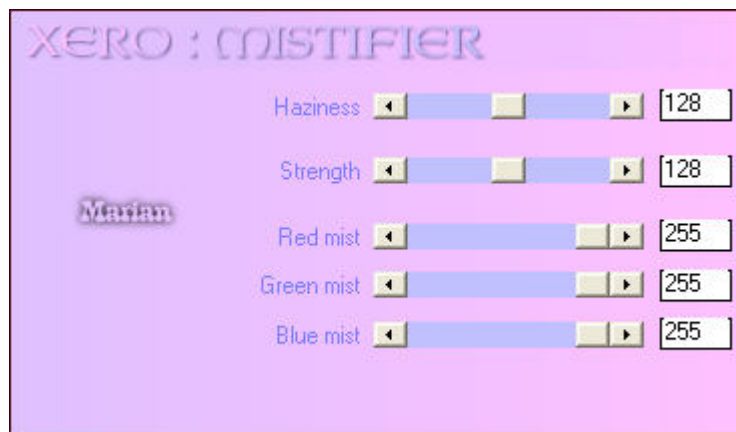 XERO : MISTIFIER
Haziness 128
Strength 128
Marian
Red mist 255
Green mist 255
Blue mist 255